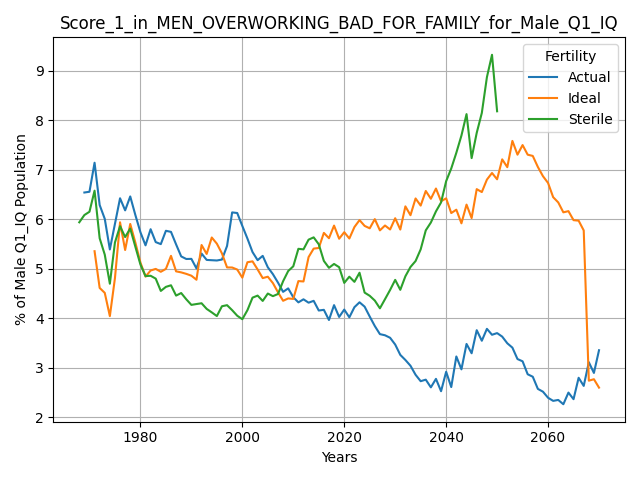 Score_1_in_MEN_OVERWORKING_BAD_FOR_FAMILY_for_Male_Q1_IQ
Fertility
Actual
Ideal
Sterile
% of Male Q1_IQ Population
9
8
7
6
5
4
3
2
1980 2000 2020 2040 2060
Years